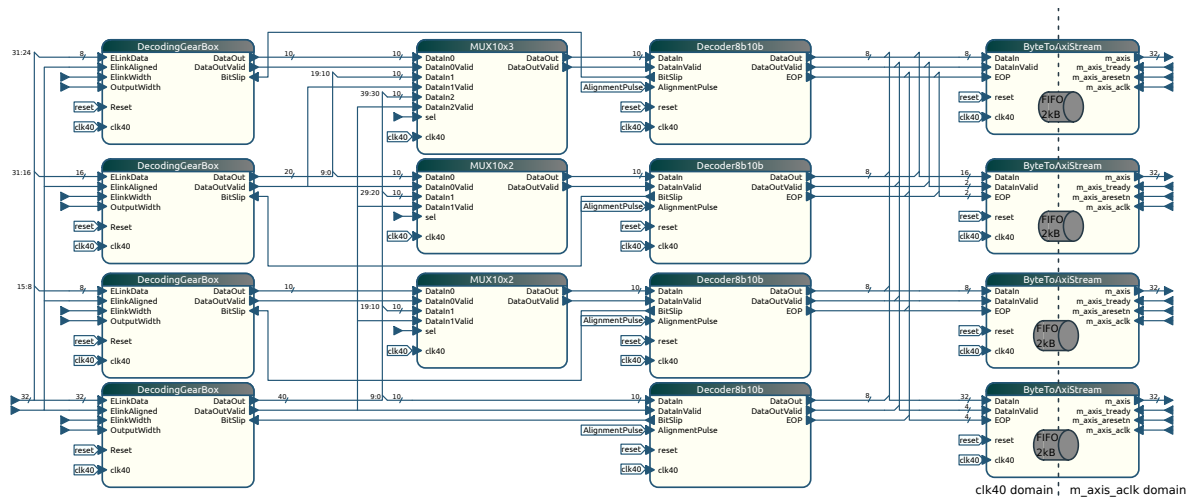 DecodingGearBox
31:24
8
ELinkData
ElinkAligned
ElinkWidth
OutputWidth
DataOut
DataOutValid
BitSlip
reset
Reset
clk40
clk40
10
19:10
10
39:30
10
MUX10x3
DataIn0
DataIn0Valid
DataIn1
DataIn1Valid
DataIn2
DataIn2Valid
sel
clk40
clk40
DataOut
DataOutValid
10
AlignmentPulse
Decoder8b10b
DataIn
DataInValid
BitSlip
AlignmentPulse
DataOut
DataOutValid
EOP
reset
reset
clk40
clk40
8
8
ByteToAxiStream
DataIn
DataInValid
EOP
m_axis
m_axis_tready
m_axis_aresetn
m_axis_aclk
32
reset
reset
clk40
clk40
FIFO
2kB
DecodingGearBox
31:16
16
ELinkData
ElinkAligned
ElinkWidth
OutputWidth
DataOut
DataOutValid
BitSlip
reset
Reset
clk40
clk40
20
9:0
10
29:20
10
MUX10x2
DataIn0
DataIn0Valid
DataIn1
DataIn1Valid
sel
clk40
clk40
DataOut
DataOutValid
10
AlignmentPulse
Decoder8b10b
DataIn
DataInValid
BitSlip
AlignmentPulse
DataOut
DataOutValid
EOP
reset
reset
clk40
clk40
8
16
2
2
ByteToAxiStream
DataIn
DataInValid
EOP
m_axis
m_axis_tready
m_axis_aresetn
m_axis_aclk
32
reset
reset
clk40
clk40
FIFO
2kB
DecodingGearBox
15:8
8
ELinkData
ElinkAligned
ElinkWidth
OutputWidth
DataOut
DataOutValid
BitSlip
reset
Reset
clk40
clk40
10
10
19:10
10
MUX10x2
DataIn0
DataIn0Valid
DataIn1
DataIn1Valid
sel
clk40
clk40
DataOut
DataOutValid
10
AlignmentPulse
Decoder8b10b
DataIn
DataInValid
BitSlip
AlignmentPulse
DataOut
DataOutValid
EOP
reset
reset
clk40
clk40
8
8
ByteToAxiStream
DataIn
DataInValid
EOP
m_axis
m_axis_tready
m_axis_aresetn
m_axis_aclk
32
reset
reset
clk40
clk40
FIFO
2kB
DecodingGearBox
32
32
ELinkData
ElinkAligned
ElinkWidth
OutputWidth
DataOut
DataOutValid
BitSlip
reset
Reset
clk40
clk40
40
9:0
10
10
AlignmentPulse
Decoder8b10b
DataIn
DataInValid
BitSlip
AlignmentPulse
DataOut
DataOutValid
EOP
reset
reset
clk40
clk40
8
32
4
4
ByteToAxiStream
DataIn
DataInValid
EOP
m_axis
m_axis_tready
m_axis_aresetn
m_axis_aclk
32
reset
reset
clk40
clk40
FIFO
2kB
clk40 domain
m_axis_aclk domain